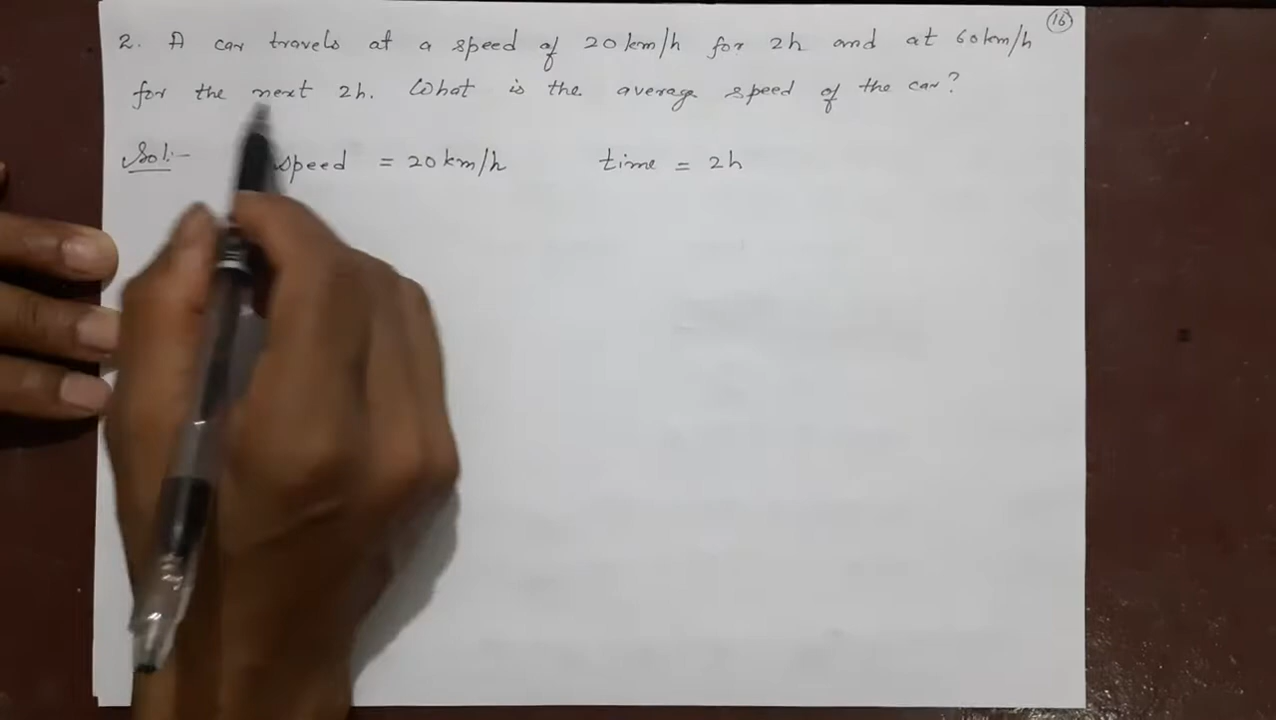 16
2. A car travels at a speed of 20 km/h for 2h and at 60 km/h
for the next 2h. What is the average speed of the car?
Sol:- speed = 20 km/h time = 2h